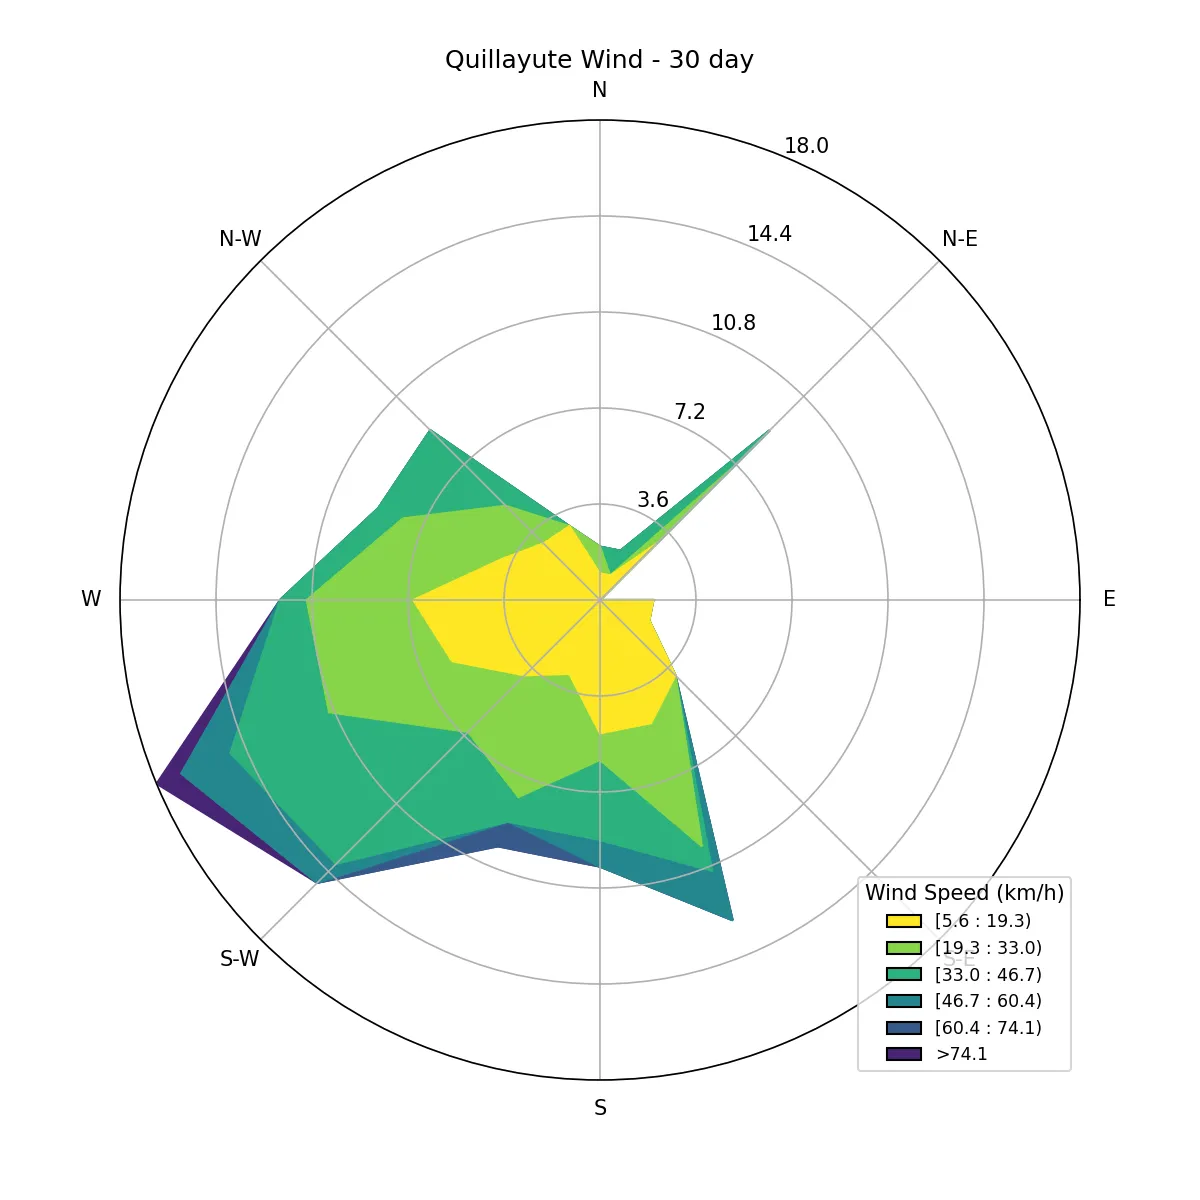 Quillayute Wind - 30 day
N
18.0
14.4
N-W
N-E
10.8
7.2
3.6
W
E
S-W
S-E
S
Wind Speed (km/h)
[5.6 : 19.3)
[19.3 : 33.0)
[33.0 : 46.7)
[46.7 : 60.4)
[60.4 : 74.1)
>74.1